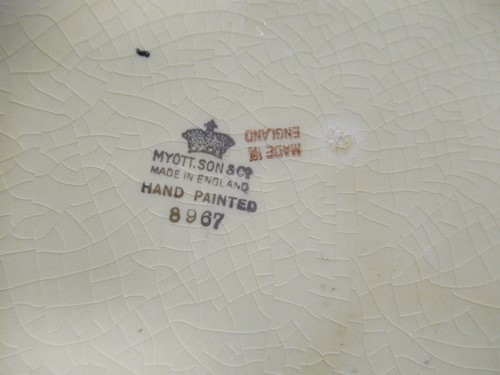 MYOTT. SON & Cº
MADE IN ENGLAND
HAND PAINTED
8967
MADE IN
ENGLAND